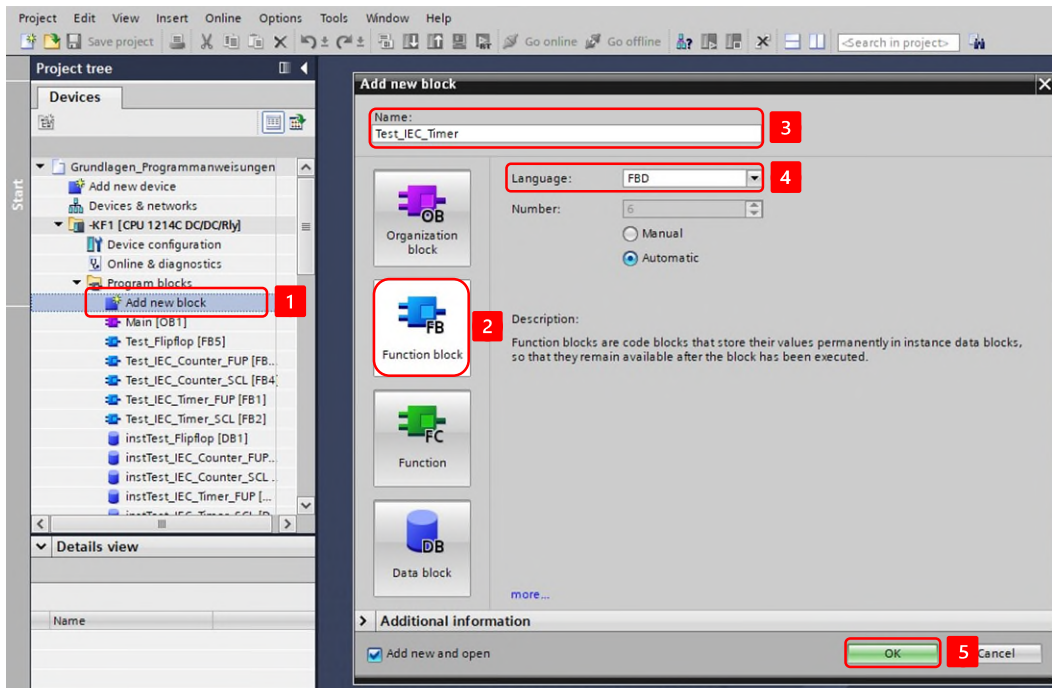 Project Edit View Insert Online Options Tools Window Help
Save project Go online Go offline <Search in project>
Project tree
Devices
Start
Grundlagen_Programmanweisungen
Add new device
Devices & networks
-KF1 [CPU 1214C DC/DC/Rly]
Device configuration
Online & diagnostics
Program blocks
Add new block
1
Main [OB1]
Test_Flipflop [FB5]
Test_IEC_Counter_FUP [FB...
Test_IEC_Counter_SCL [FB4]
Test_IEC_Timer_FUP [FB1]
Test_IEC_Timer_SCL [FB2]
instTest_Flipflop [DB1]
instTest_IEC_Counter_FUP...
instTest_IEC_Counter_SCL ...
instTest_IEC_Timer_FUP [...
Details view
Name
Add new block
Name:
Test_IEC_Timer
3
OB
Organization
block
FB
Function block
2
FC
Function
DB
Data block
Language: FBD
4
Number: 6
Manual
Automatic
Description:
Function blocks are code blocks that store their values permanently in instance data blocks,
so that they remain available after the block has been executed.
more...
Additional information
Add new and open
OK
5
Cancel